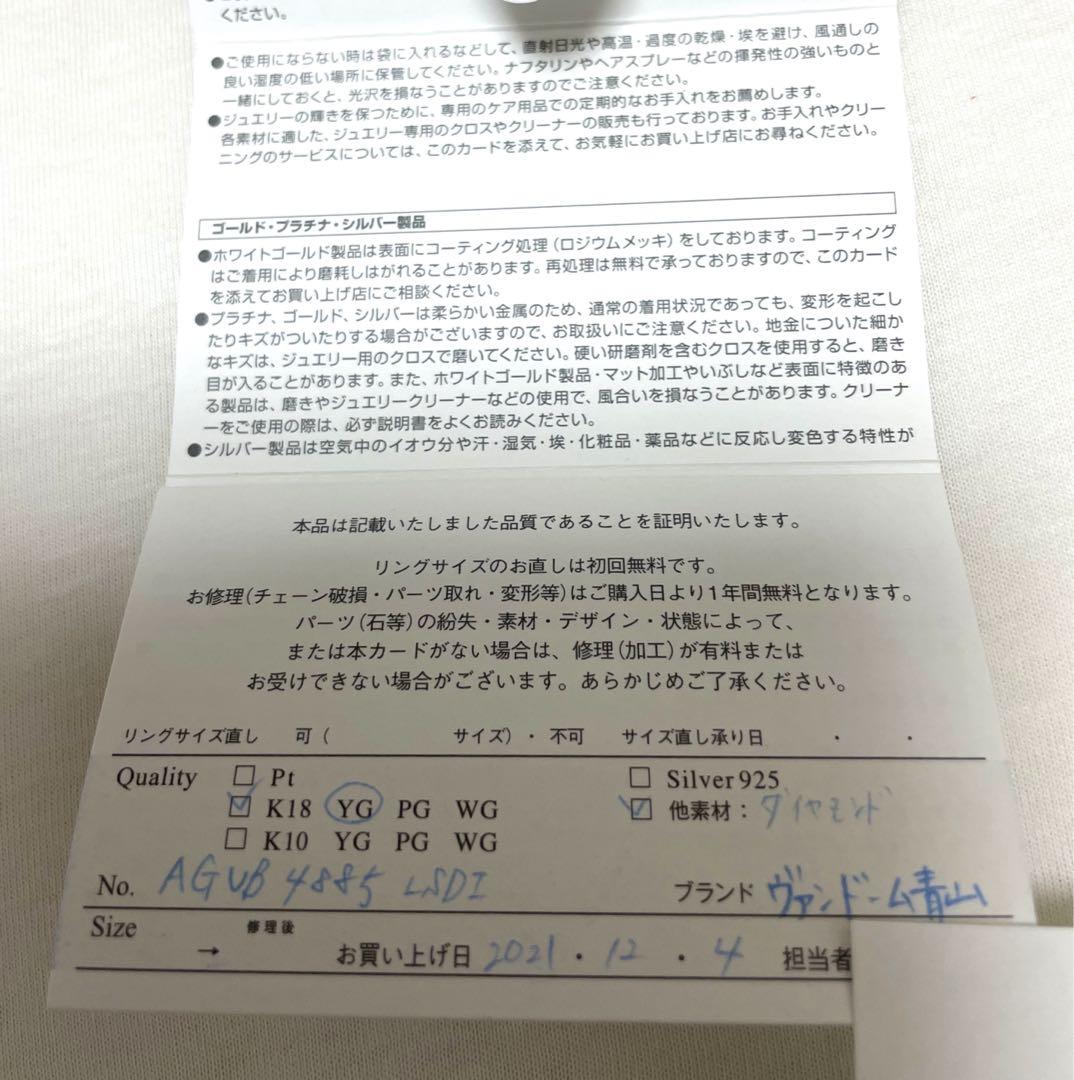 ください。
●ご使用にならない時は袋に入れるなどして、直射日光や高温・過度の乾燥・埃を避け、風通しの
良い湿度の低い場所に保管してください。ナフタリンやヘアスプレーなどの揮発性の強いものと
一緒にしておくと、光沢を損なうことがありますのでご注意ください。
●ジュエリーの輝きを保つために、専用のケア用品での定期的なお手入れをお薦めします。
各素材に適した、ジュエリー専用のクロスやクリーナーの販売も行っております。お手入れやクリー
ニングのサービスについては、このカードを添えて、お気軽にお買い上げ店にお尋ねください。
ゴールド・プラチナ・シルバー製品
●ホワイトゴールド製品は表面にコーティング処理（ロジウムメッキ）をしております。コーティング
はご着用により磨耗しはがれることがあります。再処理は無料で承っておりますので、このカード
を添えてお買い上げ店にご相談ください。
●プラチナ、ゴールド、シルバーは柔らかい金属のため、通常の着用状況であっても、変形を起こし
たりキズがついたりする場合がございますので、お取扱いにご注意ください。地金についた細か
なキズは、ジュエリー用のクロスで磨いてください。硬い研磨剤を含むクロスを使用すると、磨き
目が入ることがあります。また、ホワイトゴールド製品・マット加工やいぶしなど表面に特徴のあ
る製品は、磨きやジュエリークリーナーなどの使用で、風合いを損なうことがあります。クリーナ
ーをご使用の際は、必ず説明書をよくお読みください。
●シルバー製品は空気中のイオウ分や汗・湿気・埃・化粧品・薬品などに反応し変色する特性が
本品は記載いたしました品質であることを証明いたします。
リングサイズのお直しは初回無料です。
お修理（チェーン破損・パーツ取れ・変形等）はご購入日より1年間無料となります。
パーツ（石等）の紛失・素材・デザイン・状態によって、
または本カードがない場合は、修理（加工）が有料または
お受けできない場合がございます。あらかじめご了承ください。
リングサイズ直し 可（ サイズ）・不可 サイズ直し承り日 ・ ・
Quality □ Pt □ Silver925
☑ K18 YG PG WG ☑ 他素材：ダイヤモンド
□ K10 YG PG WG
No. AGVB 4885 LSDI ブランド ヴァンドーム青山
Size 修理後
→ お買い上げ日 2021・12・4 担当者